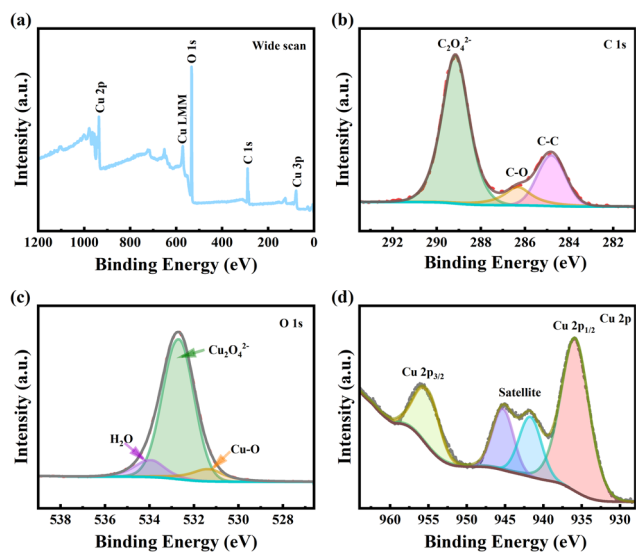 (a)
Wide scan
Intensity (a.u.)
Cu 2p
Cu LMM
O 1s
C 1s
Cu 3p
1200 1000 800 600 400 200 0
Binding Energy (eV)
(b)
C 1s
Intensity (a.u.)
C₂O₄²⁻
C-O
C-C
292 290 288 286 284 282
Binding Energy (eV)
(c)
O 1s
Intensity (a.u.)
Cu₂O₄²⁻
H₂O
Cu-O
538 536 534 532 530 528
Binding Energy (eV)
(d)
Cu 2p
Intensity (a.u.)
Cu 2p₁/₂
Cu 2p₃/₂
Satellite
960 955 950 945 940 935 930
Binding Energy (eV)